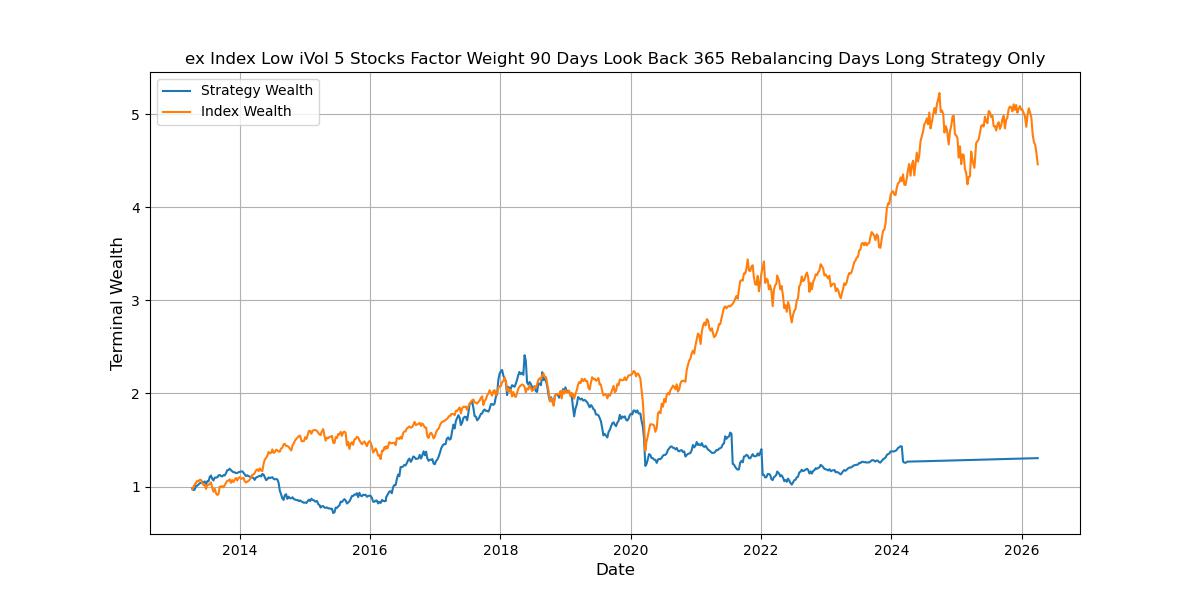 ex Index Low iVol 5 Stocks Factor Weight 90 Days Look Back 365 Rebalancing Days Long Strategy Only
Strategy Wealth
Index Wealth
Terminal Wealth
5
4
3
2
1
2014 2016 2018 2020 2022 2024 2026
Date